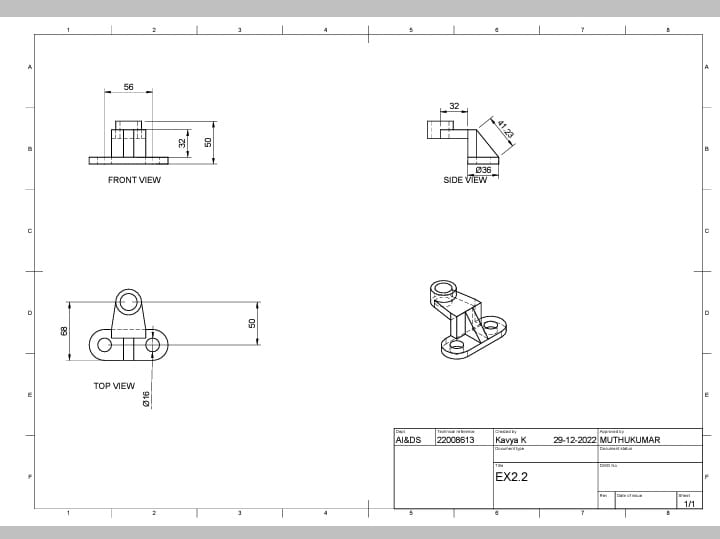 1 2 3 4 5 6 7 8
A A
56
32
41.23
32
50
B B
Ø36
FRONT VIEW
SIDE VIEW
C C
D D
68
50
TOP VIEW
Ø16
E E
Dept. Technical reference Created by Approved by
AI&DS 22008613 Kavya K 29-12-2022 MUTHUKUMAR
Document type Document status
Title DWG No.
EX2.2
F F
Rev. Date of issue Sheet
1/1
1 2 3 4 5 6 7 8